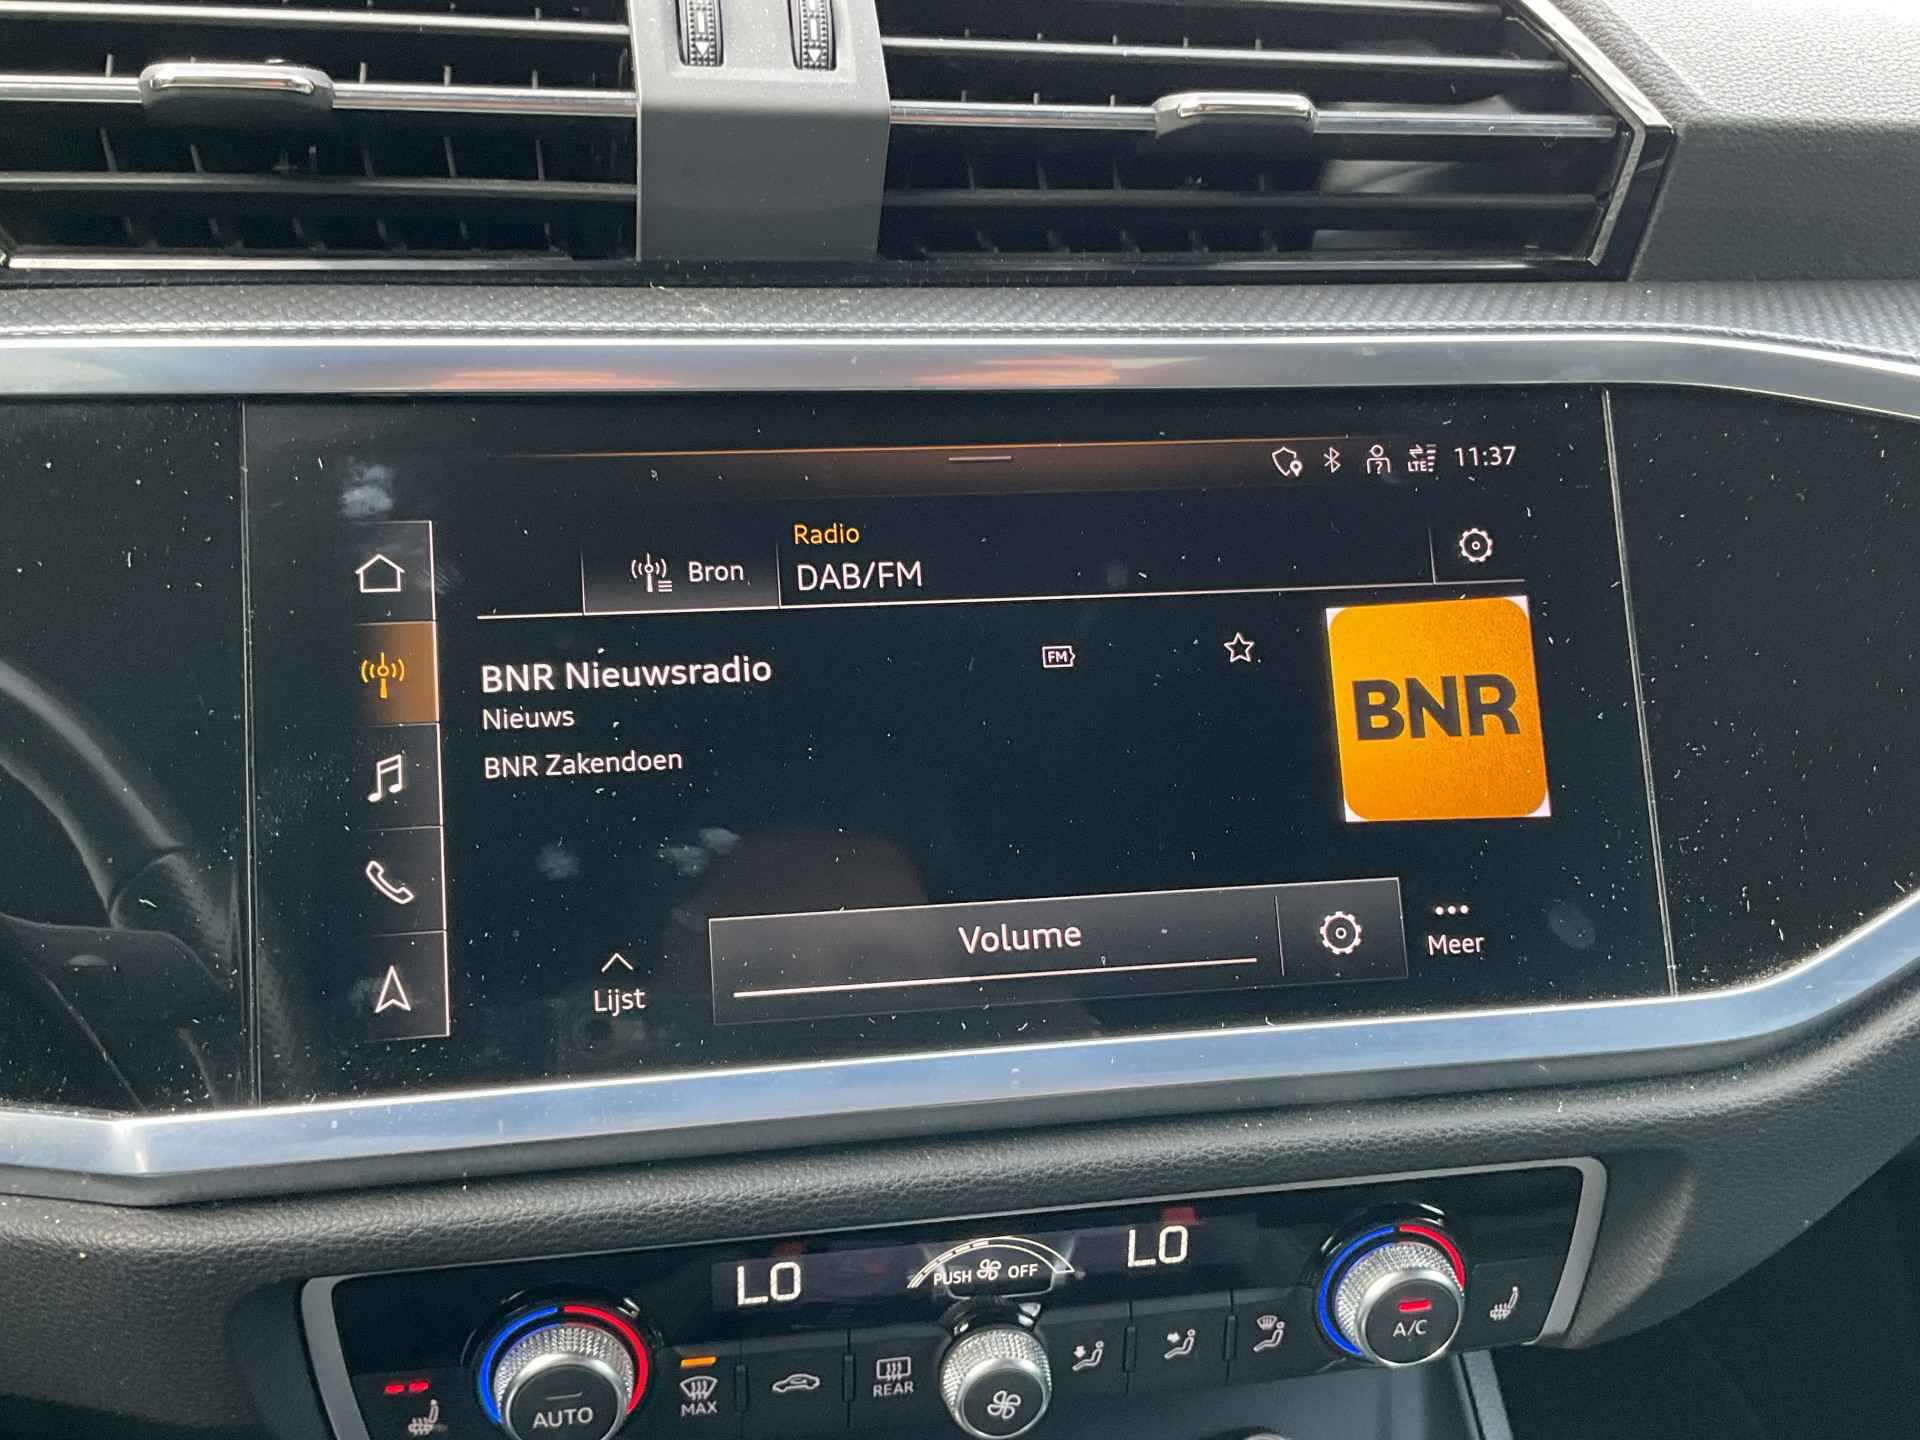 LTE 11:37
Radio
Bron DAB/FM
BNR Nieuwsradio FM
Nieuws
BNR
BNR Zakendoen
Volume
Meer
Lijst
LO LO
PUSH OFF
A/C
MAX REAR
AUTO